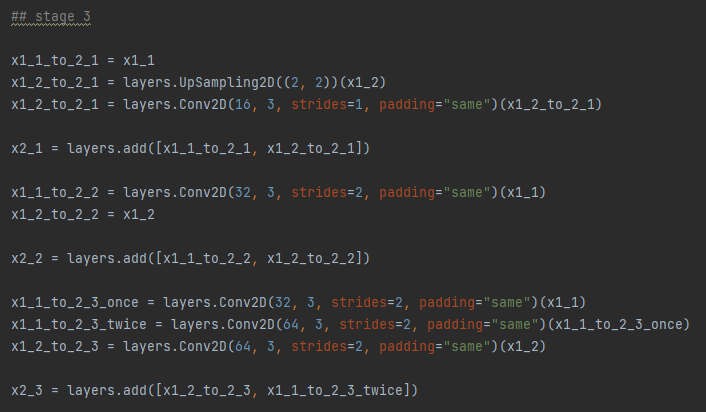 ## stage 3
x1_1_to_2_1 = x1_1
x1_2_to_2_1 = layers.UpSampling2D((2, 2))(x1_2)
x1_2_to_2_1 = layers.Conv2D(16, 3, strides=1, padding="same")(x1_2_to_2_1)
x2_1 = layers.add([x1_1_to_2_1, x1_2_to_2_1])
x1_1_to_2_2 = layers.Conv2D(32, 3, strides=2, padding="same")(x1_1)
x1_2_to_2_2 = x1_2
x2_2 = layers.add([x1_1_to_2_2, x1_2_to_2_2])
x1_1_to_2_3_once = layers.Conv2D(32, 3, strides=2, padding="same")(x1_1)
x1_1_to_2_3_twice = layers.Conv2D(64, 3, strides=2, padding="same")(x1_1_to_2_3_once)
x1_2_to_2_3 = layers.Conv2D(64, 3, strides=2, padding="same")(x1_2)
x2_3 = layers.add([x1_2_to_2_3, x1_1_to_2_3_twice])